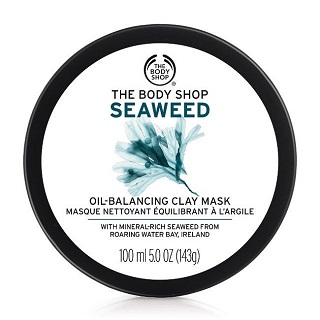 THE
BODY
SHOP
THE BODY SHOP
SEAWEED
OIL-BALANCING CLAY MASK
MASQUE NETTOYANT ÉQUILIBRANT À L'ARGILE
WITH MINERAL-RICH SEAWEED FROM
ROARING WATER BAY, IRELAND
100 ml 5.0 OZ (143g)